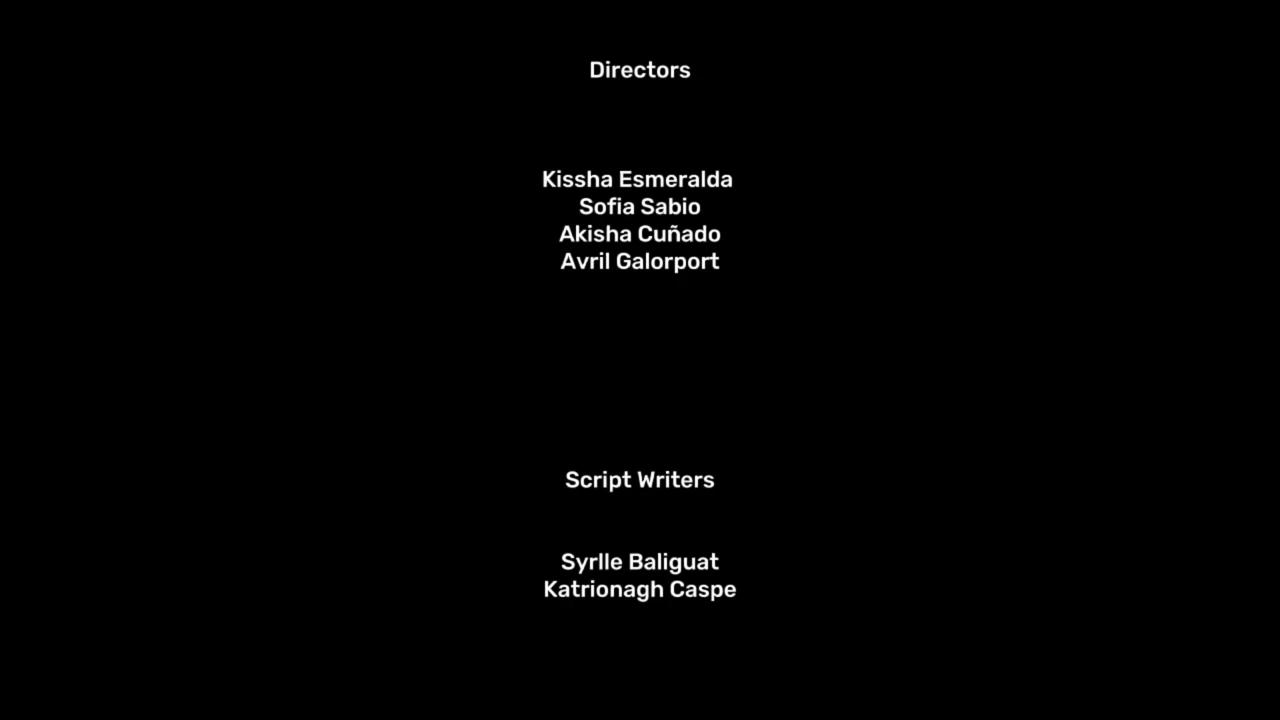 Directors
Kissha Esmeralda
Sofia Sabio
Akisha Cuñado
Avril Galorport
Script Writers
Syrlle Baliguat
Katrionagh Caspe